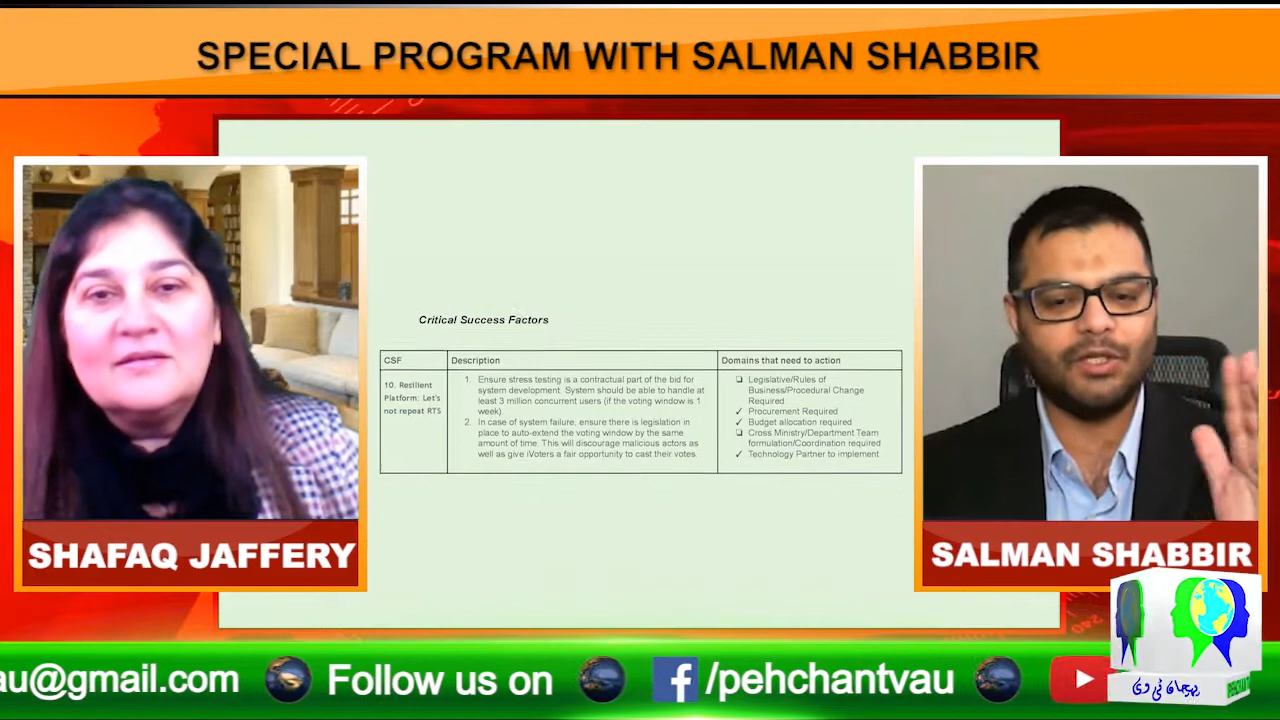 SPECIAL PROGRAM WITH SALMAN SHABBIR
Critical Success Factors
CSF
Description
Domains that need to action
10. Resilient
Platform: Let's
not repeat RTS
1. Ensure stress testing is a contractual part of the bid for
system development. System should be able to handle at
least 3 million concurrent users (if the voting window is 1
week).
2. In case of system failure, ensure there is legislation in
place to auto-extend the voting window by the same
amount of time. This will discourage malicious actors as
well as give iVoters a fair opportunity to cast their votes.
❑ Legislative/Rules of
Business/Procedural Change
Required
✓ Procurement Required
✓ Budget allocation required
❑ Cross Ministry/Department Team
formulation/Coordination required
✓ Technology Partner to implement
SHAFAQ JAFFERY
SALMAN SHABBIR
au@gmail.com Follow us on f/pehchantvau
پہچان ٹی وی
PEHCHAN